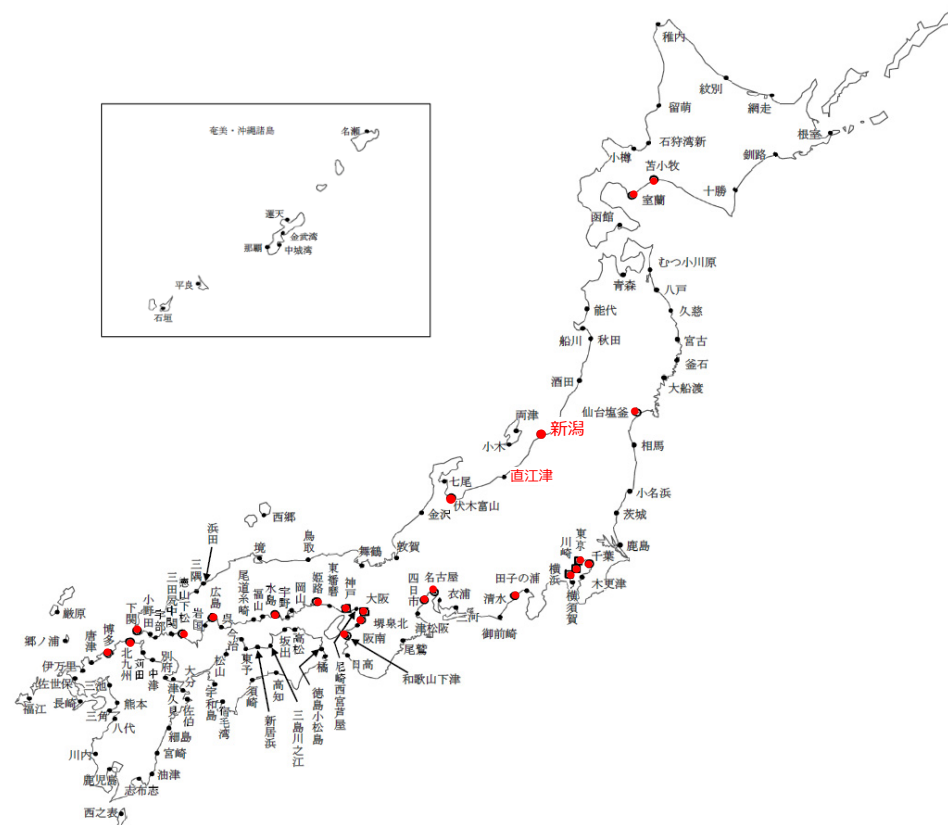 稚内
紋別
網走
留萌
根室
石狩湾新
小樽
釧路
苫小牧
十勝
室蘭
函館
奄美・沖縄諸島
名瀬
運天
金武湾
那覇
中城湾
平良
石垣
むつ小川原
青森
八戸
能代
久慈
船川
秋田
宮古
釜石
酒田
大船渡
仙台塩釜
両津
新潟
小木
相馬
直江津
七尾
小名浜
伏木富山
金沢
茨城
西郷
浜田
鳥取
境
舞鶴
敦賀
鹿島
東京
川崎
千葉
横浜
木更津
横須賀
田子の浦
清水
御前崎
名古屋
四日市
衣浦
三河
津松阪
尾鷲
三隅
三田尻中関
徳山下松
岩国
広島
呉
尾道糸崎
福山
水島
宇野
岡山
姫路
東播磨
神戸
大阪
堺泉北
阪南
和歌山下津
日高
尼崎西宮芦屋
下関
小野田
宇部
厳原
郷ノ浦
唐津
博多
北九州
苅田
中津
別府
大分
津久見
佐伯
今治
松山
東予
坂出
高松
橘
徳島小松島
三島川之江
新居浜
高知
須崎
宇和島
宿毛湾
伊万里
佐世保
福江
長崎
三池
三角
熊本
八代
細島
川内
宮崎
鹿児島
油津
志布志
西之表